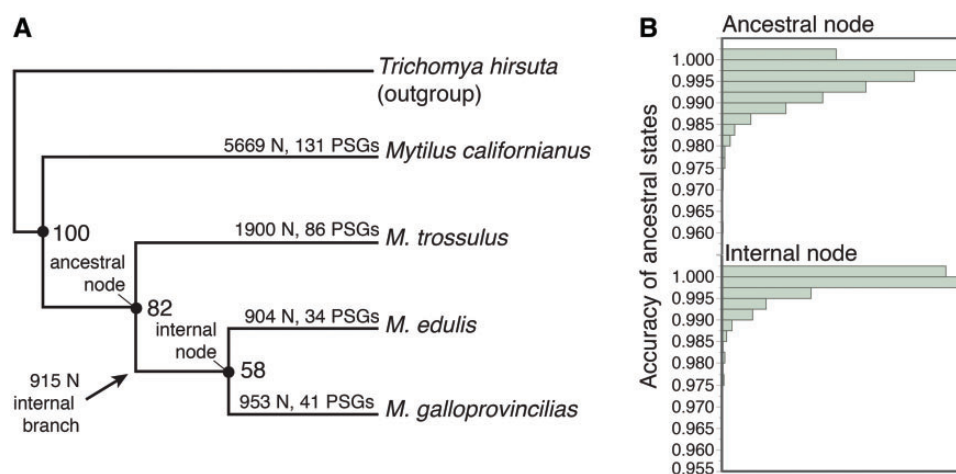 A
Trichomya hirsuta
(outgroup)
5669 N, 131 PSGs
Mytilus californianus
100
1900 N, 86 PSGs
M. trossulus
ancestral
node
82
904 N, 34 PSGs
M. edulis
internal
node
58
915 N
internal
branch
953 N, 41 PSGs
M. galloprovincilias
B
Ancestral node
Accuracy of ancestral states
1.000
0.995
0.990
0.985
0.980
0.975
0.970
0.965
0.960
Internal node
1.000
0.995
0.990
0.985
0.980
0.975
0.970
0.965
0.960
0.955